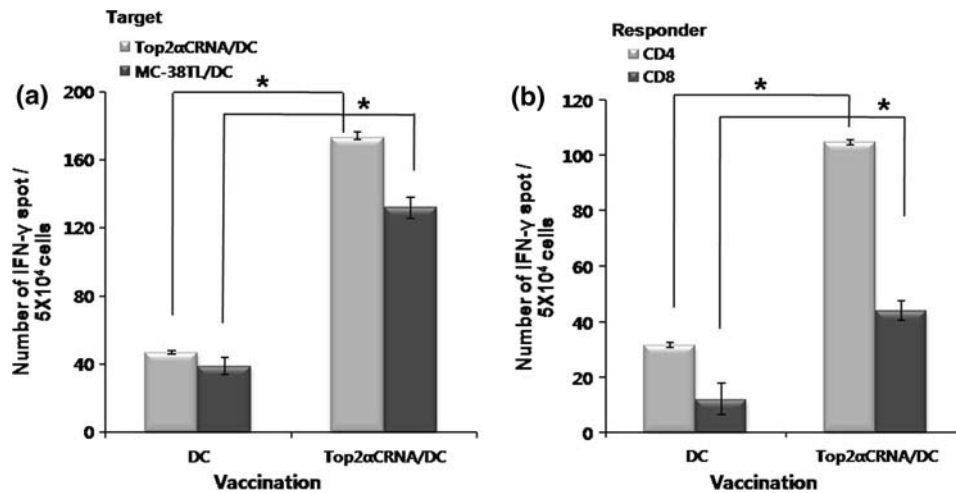 Target
Top2αCRNA/DC
MC-38TL/DC
(a)
*
*
200
160
120
80
40
0
Number of IFN-γ spot /
5X10⁴ cells
DC
Top2αCRNA/DC
Vaccination
Responder
CD4
CD8
(b)
*
*
120
100
80
60
40
20
0
Number of IFN-γ spot /
5X10⁴ cells
DC
Top2αCRNA/DC
Vaccination